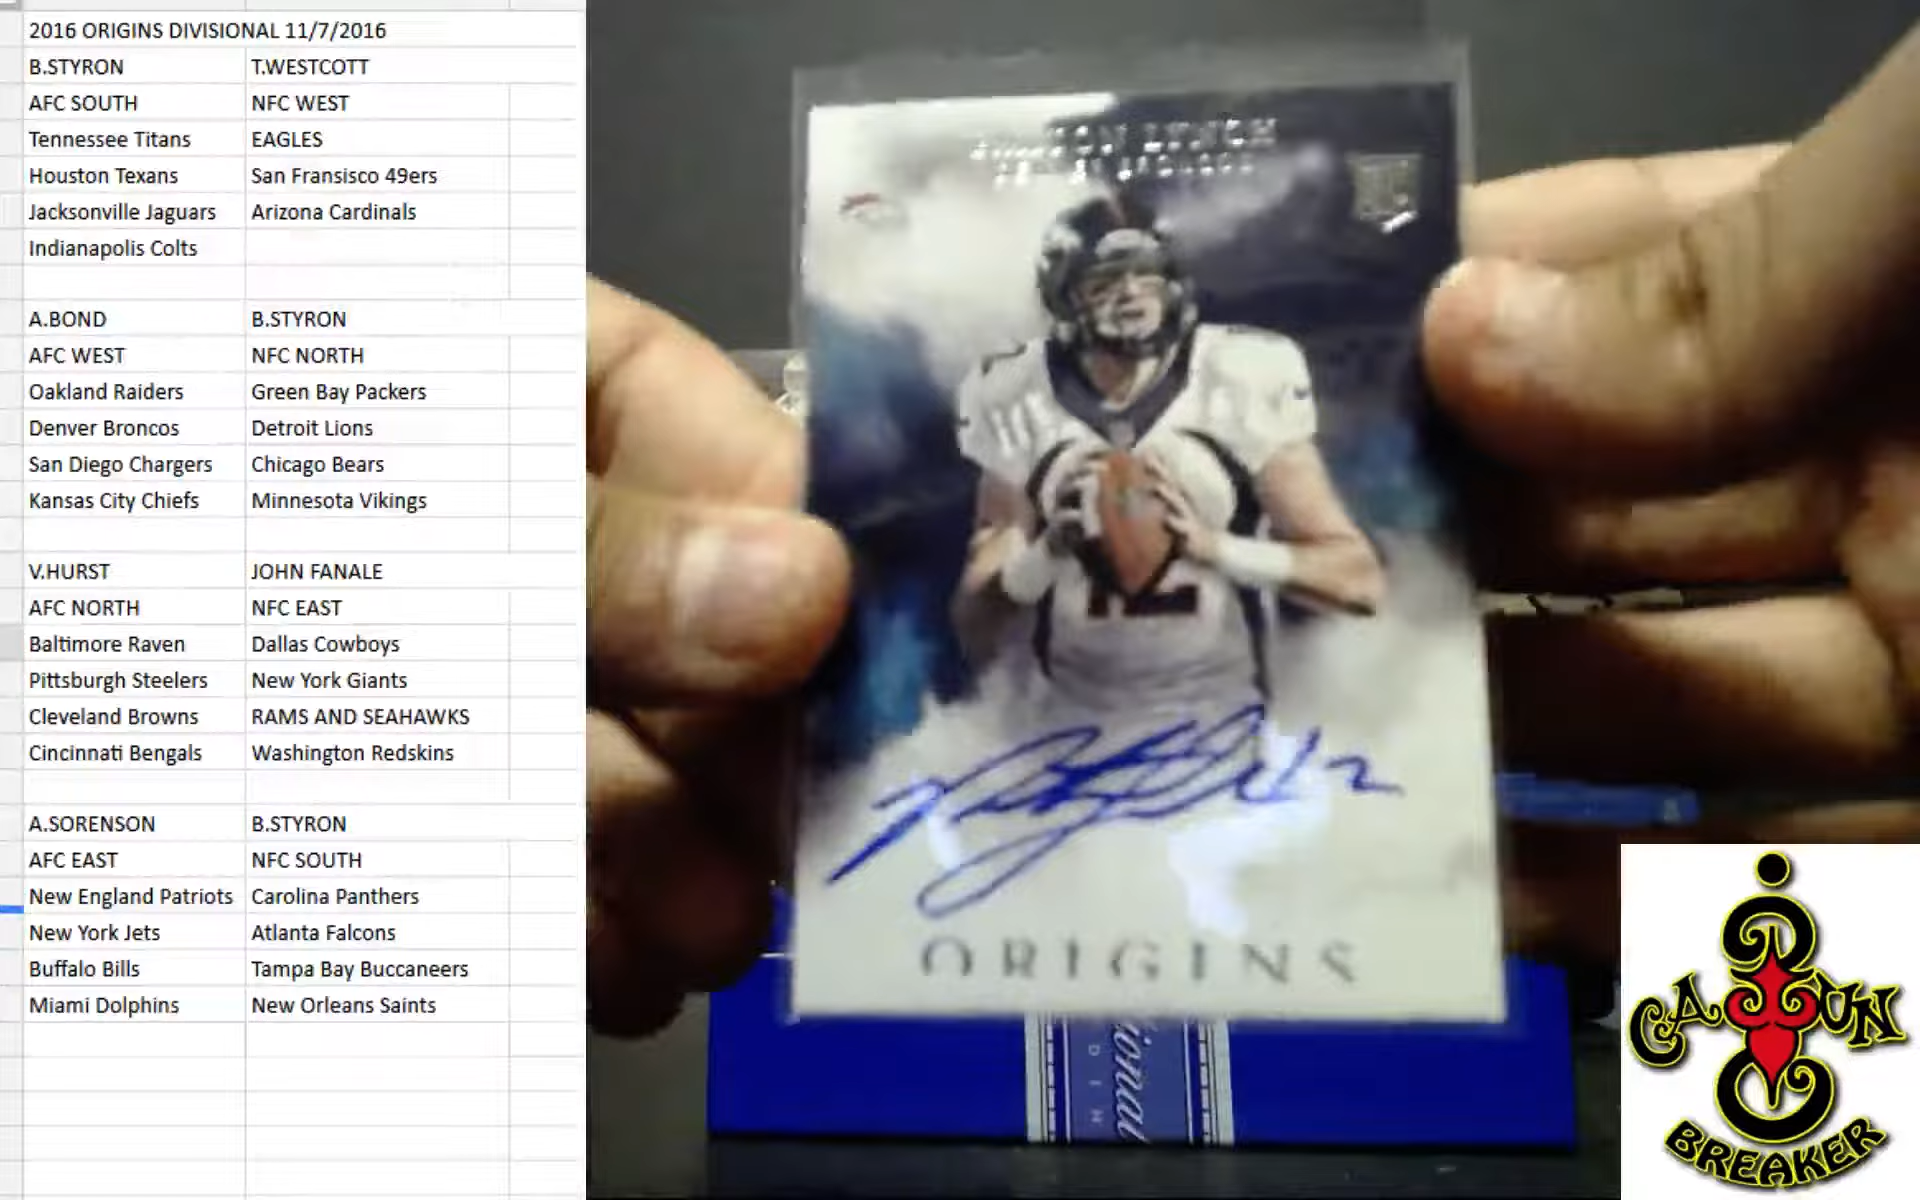 2016 ORIGINS DIVISIONAL 11/7/2016
B.STYRON T.WESTCOTT
AFC SOUTH NFC WEST
Tennessee Titans EAGLES
Houston Texans San Fransisco 49ers
Jacksonville Jaguars Arizona Cardinals
Indianapolis Colts
A.BOND B.STYRON
AFC WEST NFC NORTH
Oakland Raiders Green Bay Packers
Denver Broncos Detroit Lions
San Diego Chargers Chicago Bears
Kansas City Chiefs Minnesota Vikings
V.HURST JOHN FANALE
AFC NORTH NFC EAST
Baltimore Raven Dallas Cowboys
Pittsburgh Steelers New York Giants
Cleveland Browns RAMS AND SEAHAWKS
Cincinnati Bengals Washington Redskins
A.SORENSON B.STYRON
AFC EAST NFC SOUTH
New England Patriots Carolina Panthers
New York Jets Atlanta Falcons
Buffalo Bills Tampa Bay Buccaneers
Miami Dolphins New Orleans Saints
LYNCH
12
ORIGINS
CAJUN
BREAKER